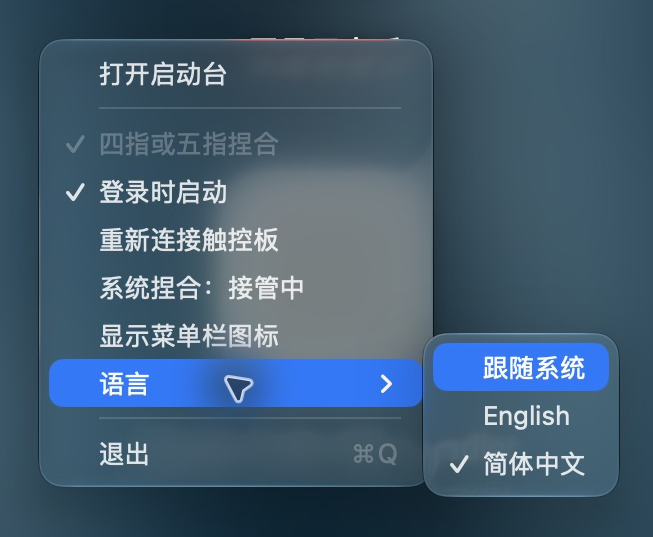 打开启动台
四指或五指捏合
登录时启动
重新连接触控板
系统捏合：接管中
显示菜单栏图标
语言
退出 ⌘Q
跟随系统
English
简体中文